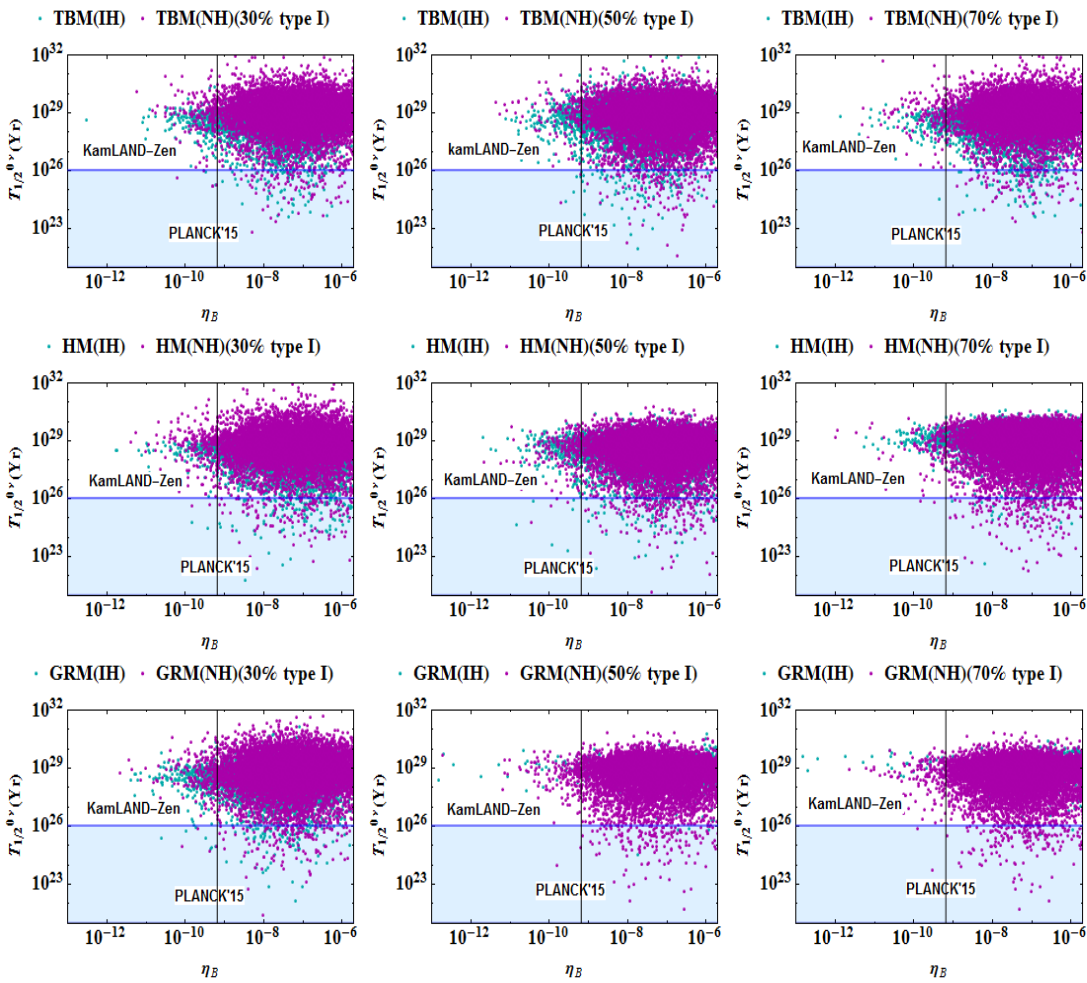 TBM(IH) TBM(NH)(30% type I)
10^32
10^29
10^26
10^23
T_1/2^0ν (Yr)
KamLAND-Zen
PLANCK'15
10^-12 10^-10 10^-8 10^-6
η_B
TBM(IH) TBM(NH)(50% type I)
10^32
10^29
10^26
10^23
T_1/2^0ν (Yr)
kamLAND-Zen
PLANCK'15
10^-12 10^-10 10^-8 10^-6
η_B
TBM(IH) TBM(NH)(70% type I)
10^32
10^29
10^26
10^23
T_1/2^0ν (Yr)
KamLAND-Zen
PLANCK'15
10^-12 10^-10 10^-8 10^-6
η_B
HM(IH) HM(NH)(30% type I)
10^32
10^29
10^26
10^23
T_1/2^0ν (Yr)
KamLAND-Zen
PLANCK'15
10^-12 10^-10 10^-8 10^-6
η_B
HM(IH) HM(NH)(50% type I)
10^32
10^29
10^26
10^23
T_1/2^0ν (Yr)
KamLAND-Zen
PLANCK'15
10^-12 10^-10 10^-8 10^-6
η_B
HM(IH) HM(NH)(70% type I)
10^32
10^29
10^26
10^23
T_1/2^0ν (Yr)
KamLAND-Zen
PLANCK'15
10^-12 10^-10 10^-8 10^-6
η_B
GRM(IH) GRM(NH)(30% type I)
10^32
10^29
10^26
10^23
T_1/2^0ν (Yr)
KamLAND-Zen
PLANCK'15
10^-12 10^-10 10^-8 10^-6
η_B
GRM(IH) GRM(NH)(50% type I)
10^32
10^29
10^26
10^23
T_1/2^0ν (Yr)
KamLAND-Zen
PLANCK'15
10^-12 10^-10 10^-8 10^-6
η_B
GRM(IH) GRM(NH)(70% type I)
10^32
10^29
10^26
10^23
T_1/2^0ν (Yr)
KamLAND-Zen
PLANCK'15
10^-12 10^-10 10^-8 10^-6
η_B